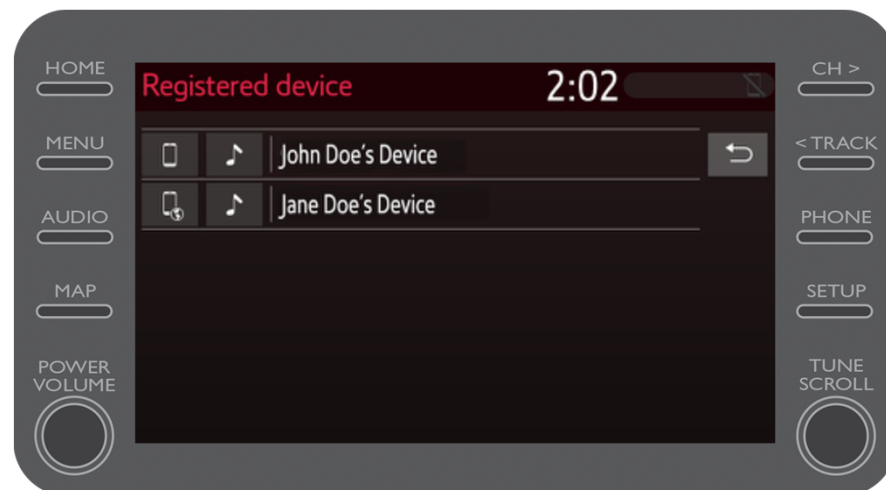 HOME
MENU
AUDIO
MAP
POWER
VOLUME
Registered device 2:02
John Doe's Device
Jane Doe's Device
CH >
< TRACK
PHONE
SETUP
TUNE
SCROLL